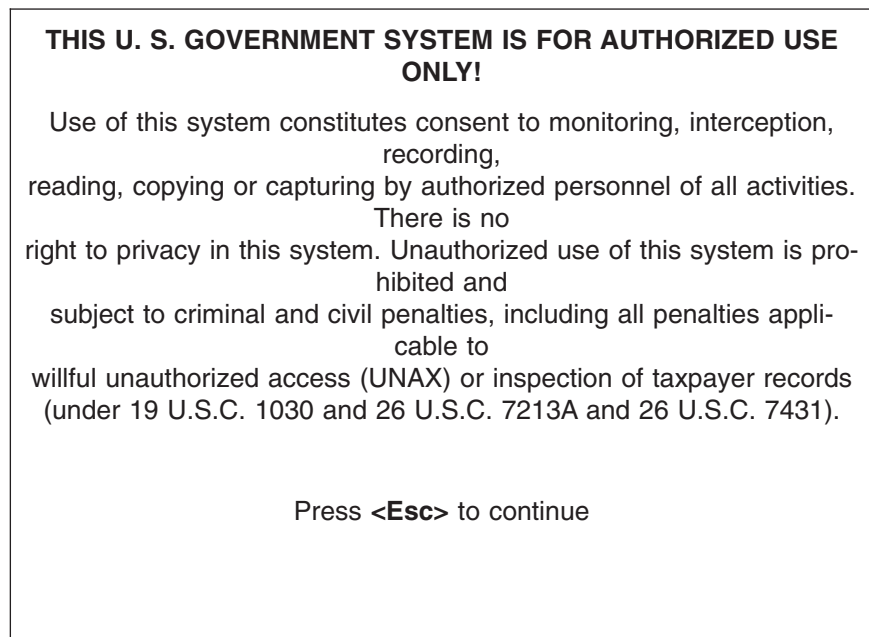 THIS U. S. GOVERNMENT SYSTEM IS FOR AUTHORIZED USE
ONLY!
Use of this system constitutes consent to monitoring, interception,
recording,
reading, copying or capturing by authorized personnel of all activities.
There is no
right to privacy in this system. Unauthorized use of this system is pro-
hibited and
subject to criminal and civil penalties, including all penalties appli-
cable to
willful unauthorized access (UNAX) or inspection of taxpayer records
(under 19 U.S.C. 1030 and 26 U.S.C. 7213A and 26 U.S.C. 7431).
Press <Esc> to continue